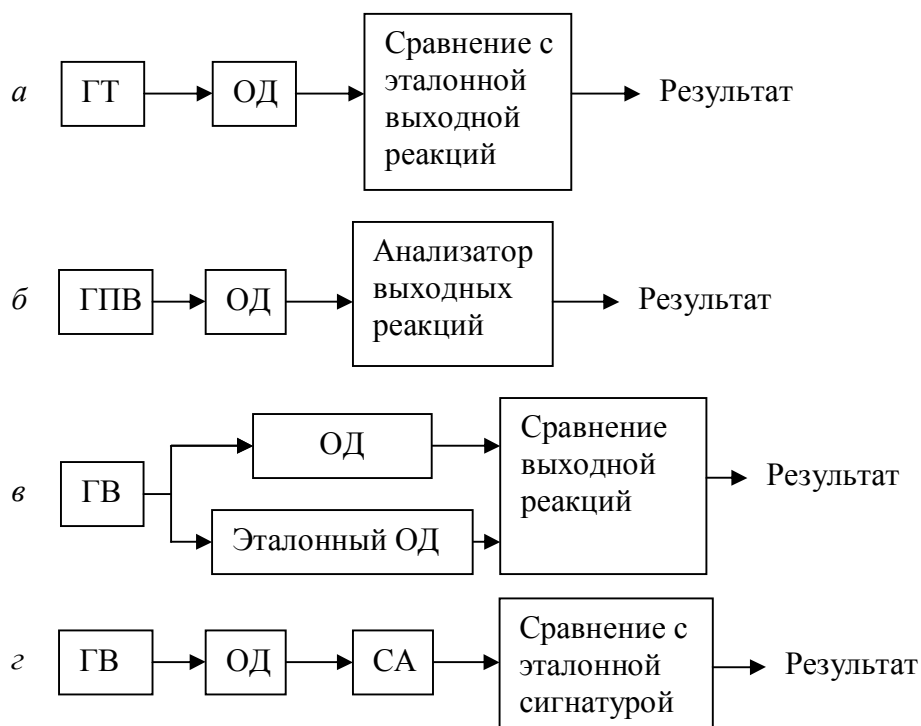 а ГТ ОД Сравнение с
эталонной
выходной
реакций Результат
б ГПВ ОД Анализатор
выходных
реакций Результат
в ГВ ОД
Эталонный ОД
Сравнение
выходной
реакций Результат
г ГВ ОД СА Сравнение с
эталонной
сигнатурой Результат